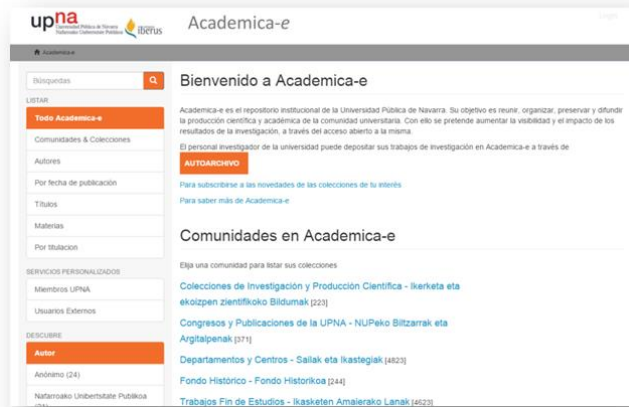 upna
Universidad Pública de Navarra
Nafarroako Unibertsitate Publikoa
iberus
Academica-e
Login
Academica-e
Búsquedas
LISTAR
Todo Academica-e
Comunidades & Colecciones
Autores
Por fecha de publicación
Títulos
Materias
Por titulacion
SERVICIOS PERSONALIZADOS
Miembros UPNA
Usuarios Externos
DESCUBRE
Autor
Anónimo (24)
Nafarroako Unibertsitate Publikoa
Bienvenido a Academica-e
Academica-e es el repositorio institucional de la Universidad Pública de Navarra. Su objetivo es reunir, organizar, preservar y difundir
la producción científica y académica de la comunidad universitaria. Con ello se pretende aumentar la visibilidad y el impacto de los
resultados de la investigación, a través del acceso abierto a la misma.
El personal investigador de la universidad puede depositar sus trabajos de investigación en Academica-e a través de
AUTOARCHIVO
Para subscribirse a las novedades de las colecciones de tu interés
Para saber más de Academica-e
Comunidades en Academica-e
Elija una comunidad para listar sus colecciones
Colecciones de Investigación y Producción Científica - Ikerketa eta
ekoizpen zientifikoko Bildumak [223]
Congresos y Publicaciones de la UPNA - NUPeko Biltzarrak eta
Argitalpenak [371]
Departamentos y Centros - Sailak eta Ikastegiak [4823]
Fondo Histórico - Fondo Historikoa [244]
Trabajos Fin de Estudios - Ikasketen Amaierako Lanak [4623]